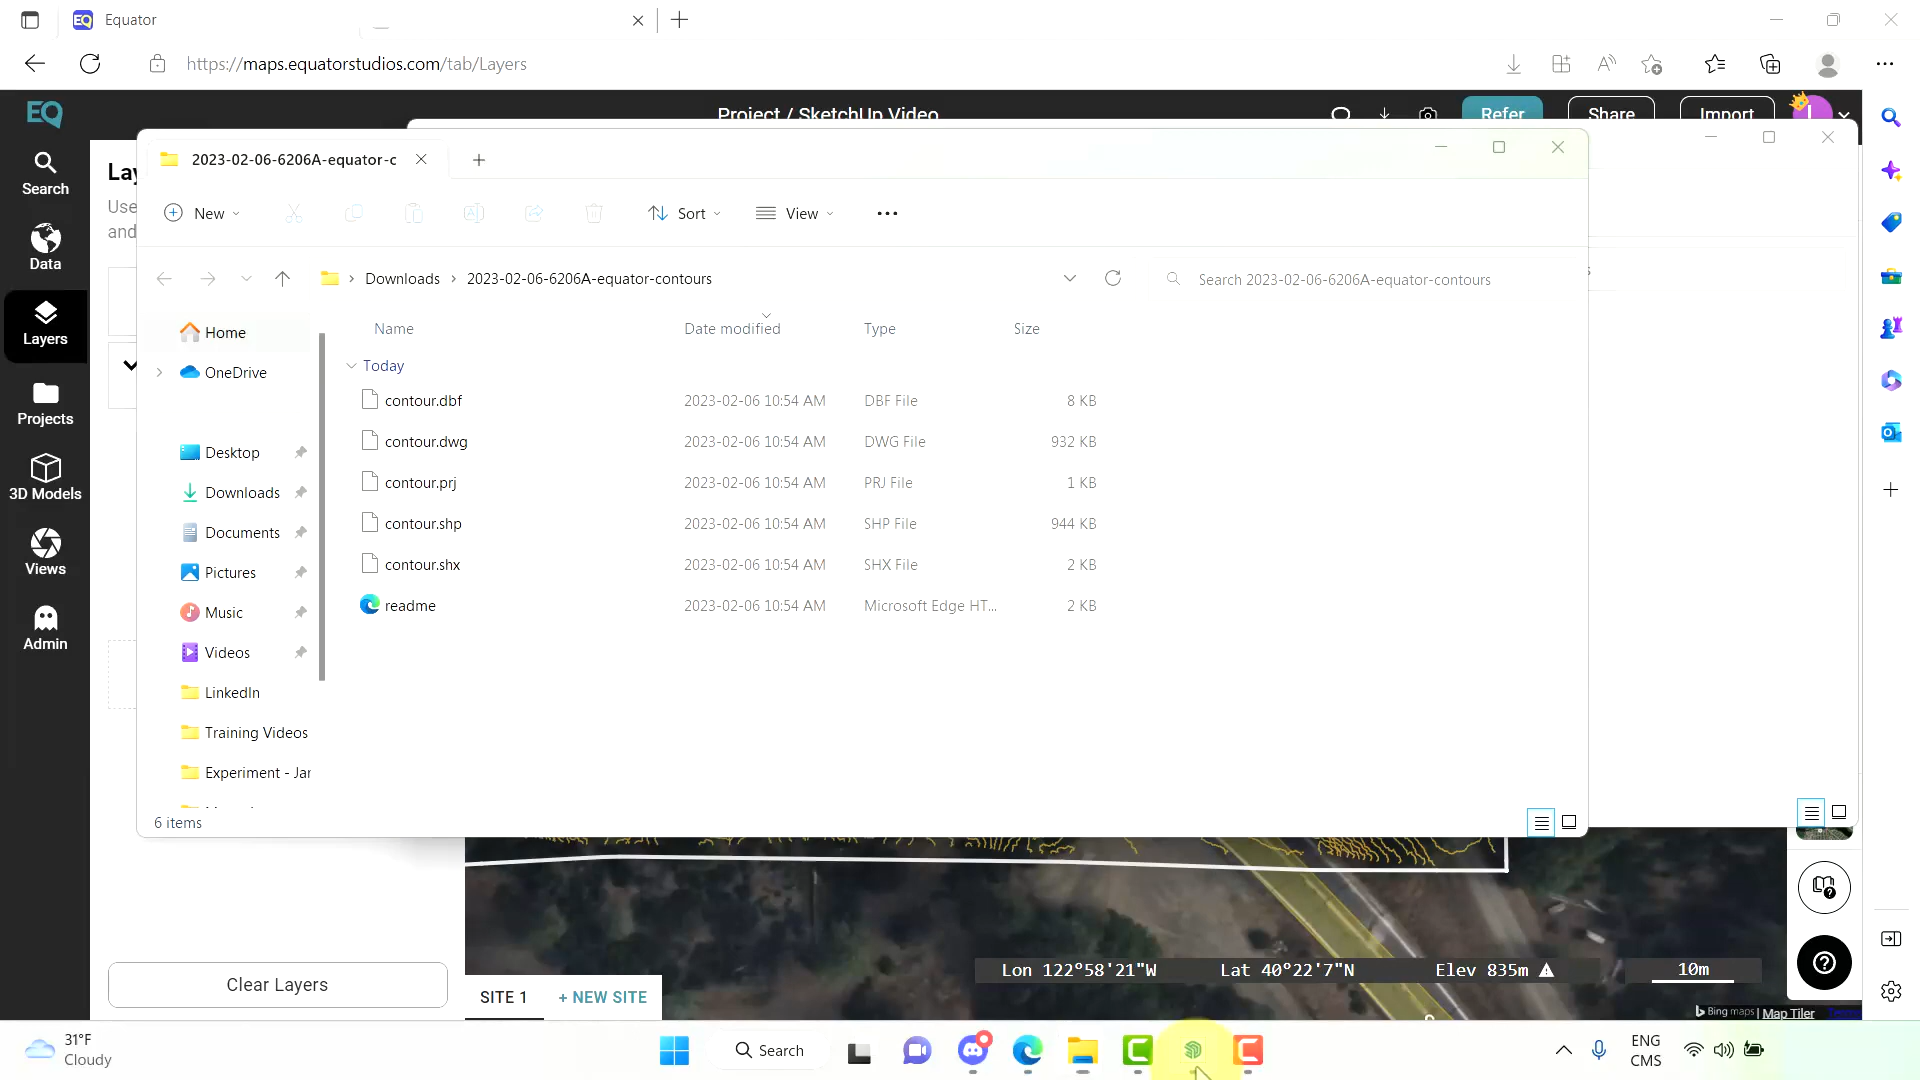 EQ Equator
https://maps.equatorstudios.com/tab/Layers
EQ
Project / SketchUp Video
Refer
Share
Import
Search
Data
Layers
Projects
3D Models
Views
Admin
Lay
Use
and
2023-02-06-6206A-equator-c
New
Sort
View
Downloads > 2023-02-06-6206A-equator-contours
Search 2023-02-06-6206A-equator-contours
Home
OneDrive
Desktop
Downloads
Documents
Pictures
Music
Videos
LinkedIn
Training Videos
Experiment - Jar
Name Date modified Type Size
Today
contour.dbf 2023-02-06 10:54 AM DBF File 8 KB
contour.dwg 2023-02-06 10:54 AM DWG File 932 KB
contour.prj 2023-02-06 10:54 AM PRJ File 1 KB
contour.shp 2023-02-06 10:54 AM SHP File 944 KB
contour.shx 2023-02-06 10:54 AM SHX File 2 KB
readme 2023-02-06 10:54 AM Microsoft Edge HT... 2 KB
6 items
Clear Layers
SITE 1 + NEW SITE
Lon 122°58'21"W Lat 40°22'7"N Elev 835m
10m
Bing maps | Map Tiler
31°F
Cloudy
Search
ENG
CMS